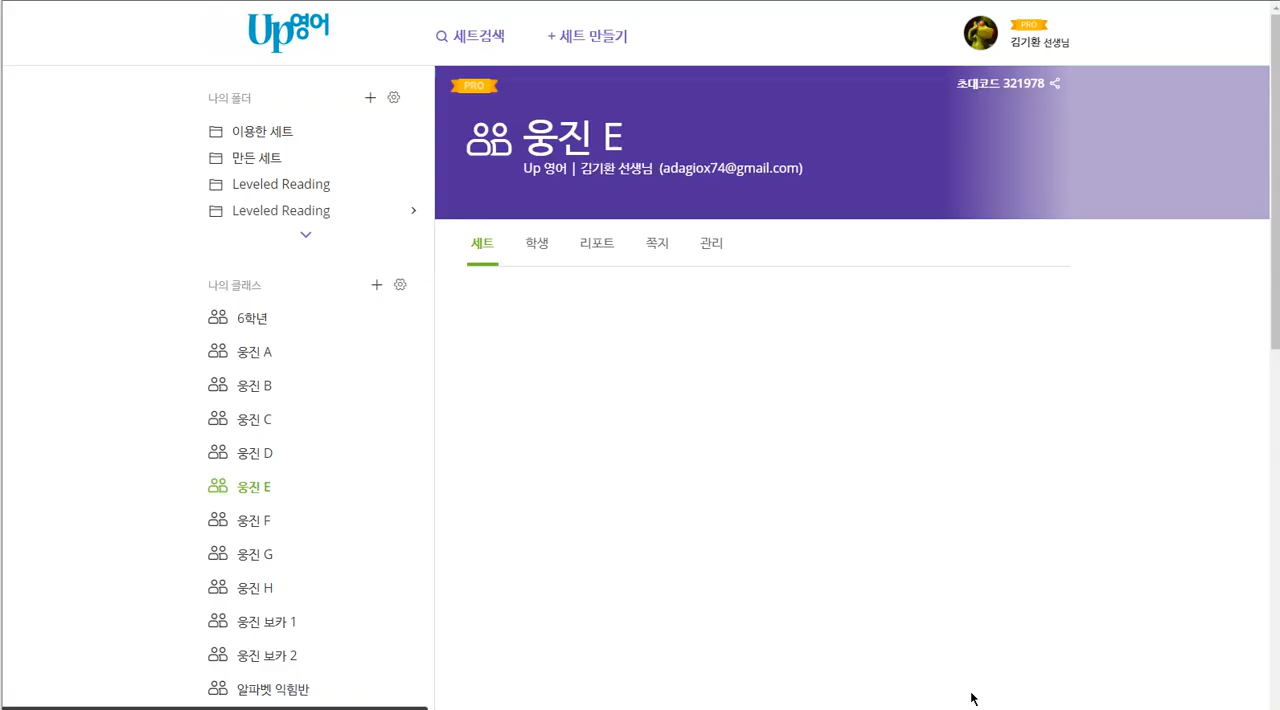 Up영어
세트검색
+ 세트 만들기
PRO
김기환 선생님
나의 폴더
이용한 세트
만든 세트
Leveled Reading
Leveled Reading
나의 클래스
6학년
웅진 A
웅진 B
웅진 C
웅진 D
웅진 E
웅진 F
웅진 G
웅진 H
웅진 보카 1
웅진 보카 2
알파벳 익힘반
PRO
초대코드 321978
웅진 E
Up 영어 | 김기환 선생님 (adagiox74@gmail.com)
세트 학생 리포트 쪽지 관리